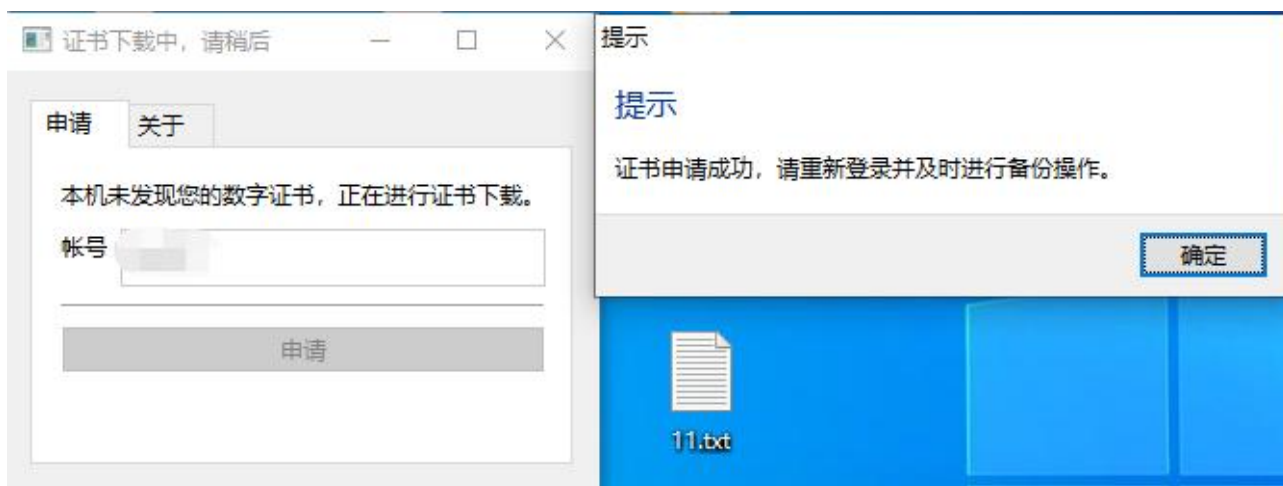 证书下载中，请稍后
申请
关于
本机未发现您的数字证书，正在进行证书下载。
帐号
申请
提示
提示
证书申请成功，请重新登录并及时进行备份操作。
确定
11.txt